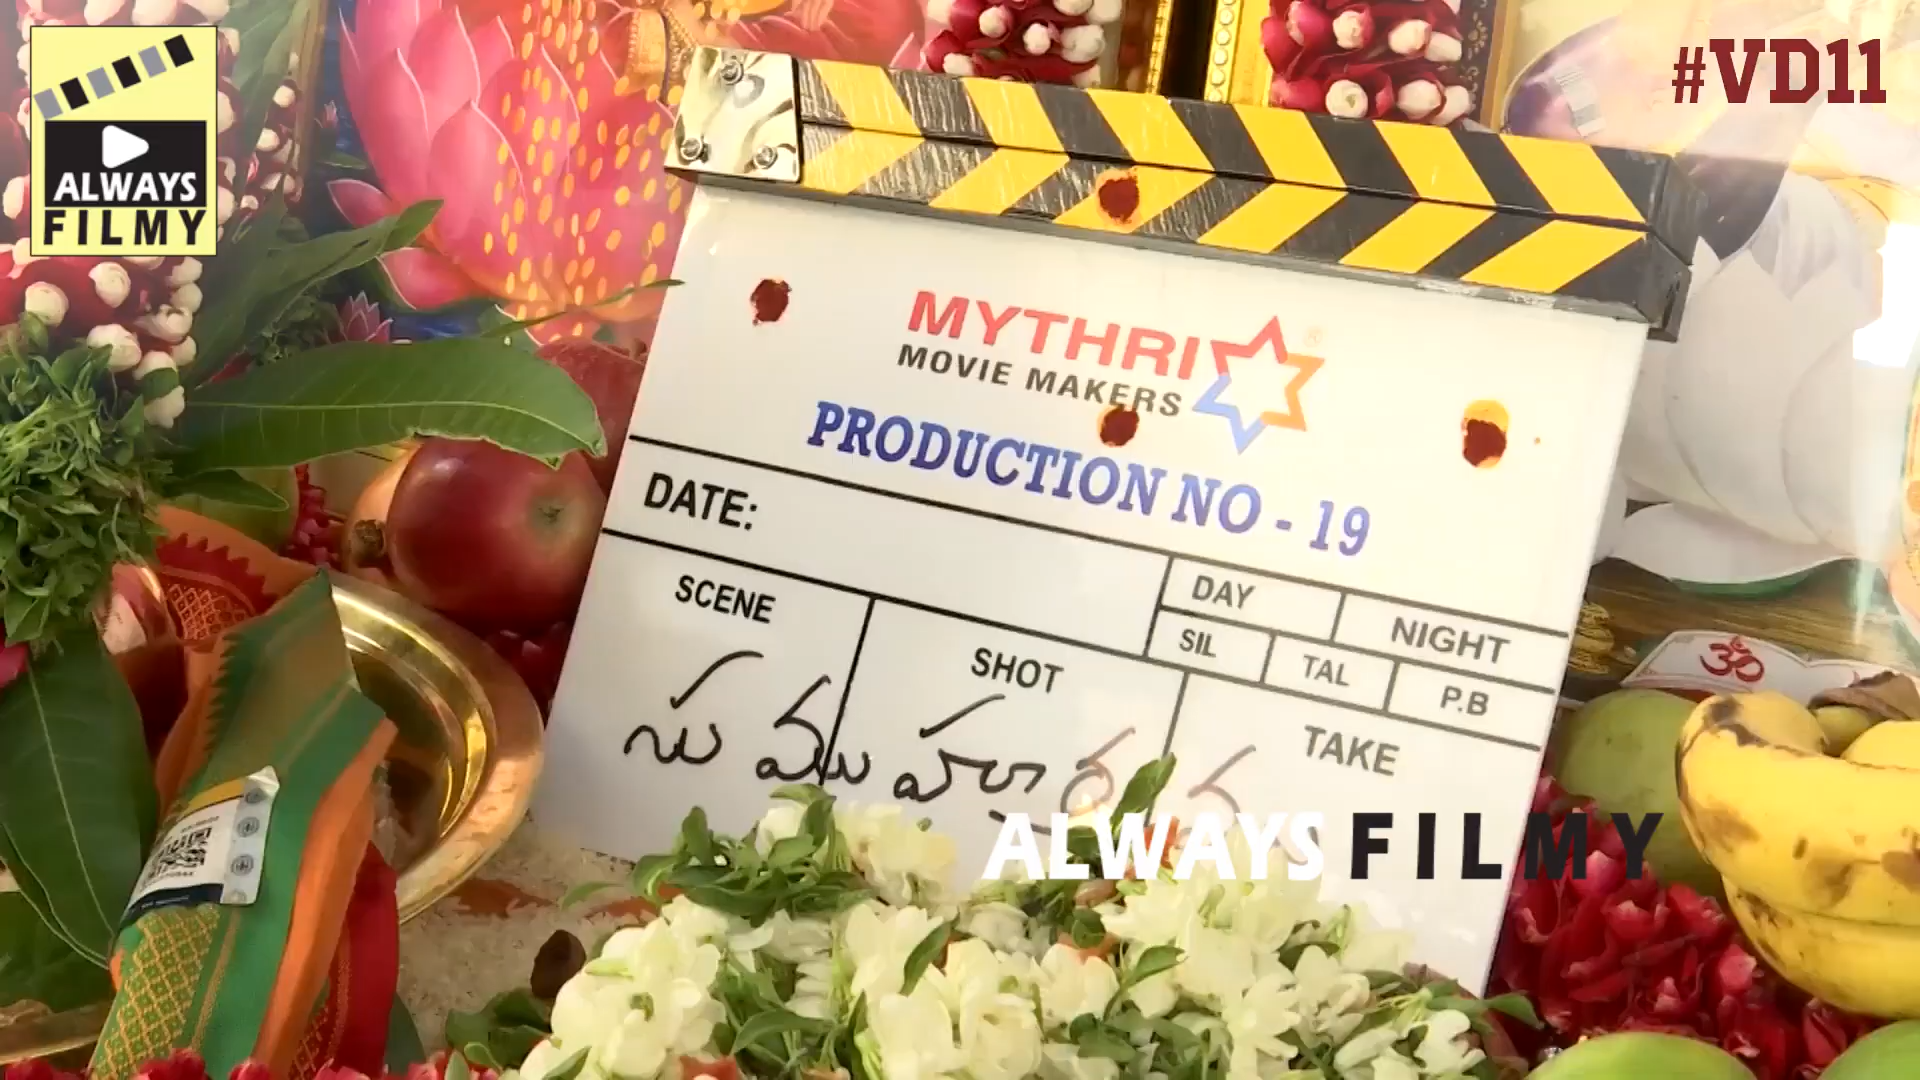 ALWAYS
FILMY
#VD11
MYTHRI
MOVIE MAKERS
PRODUCTION NO - 19
DATE:
DAY
NIGHT
SIL
TAL
P.B
SCENE
SHOT
TAKE
సుముహూర్తం
ॐ
ALWAYS FILMY